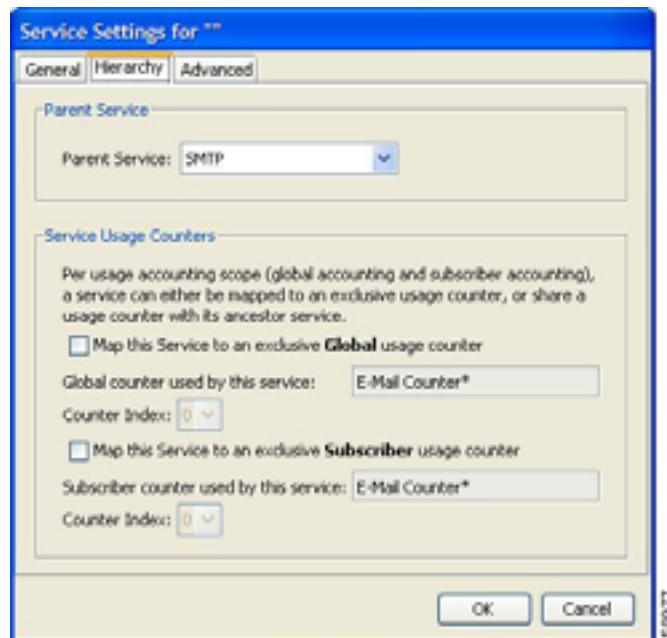 Service Settings for ""
General Hierarchy Advanced
Parent Service
Parent Service: SMTP
Service Usage Counters
Per usage accounting scope (global accounting and subscriber accounting),
a service can either be mapped to an exclusive usage counter, or share a
usage counter with its ancestor service.
Map this Service to an exclusive Global usage counter
Global counter used by this service: E-Mail Counter*
Counter Index: 0
Map this Service to an exclusive Subscriber usage counter
Subscriber counter used by this service: E-Mail Counter*
Counter Index: 0
OK Cancel